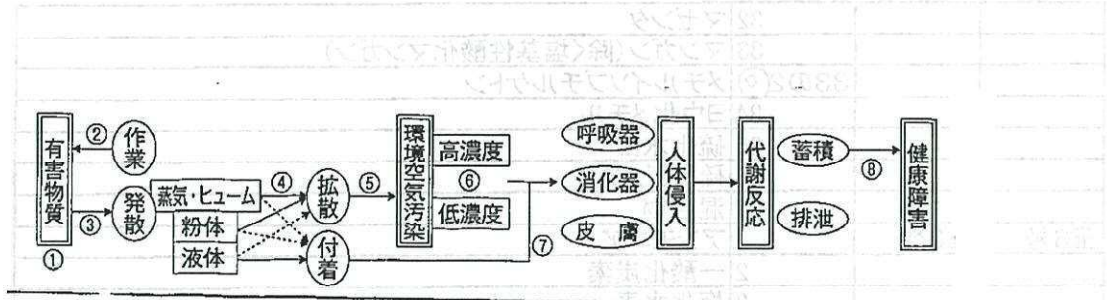 有害物質
①
②
作業
③
発散
蒸気・ヒューム
粉体
液体
④
拡散
付着
⑤
環境空気汚染
高濃度
⑥
低濃度
⑦
呼吸器
消化器
皮膚
人体侵入
代謝反応
蓄積
排泄
⑧
健康障害